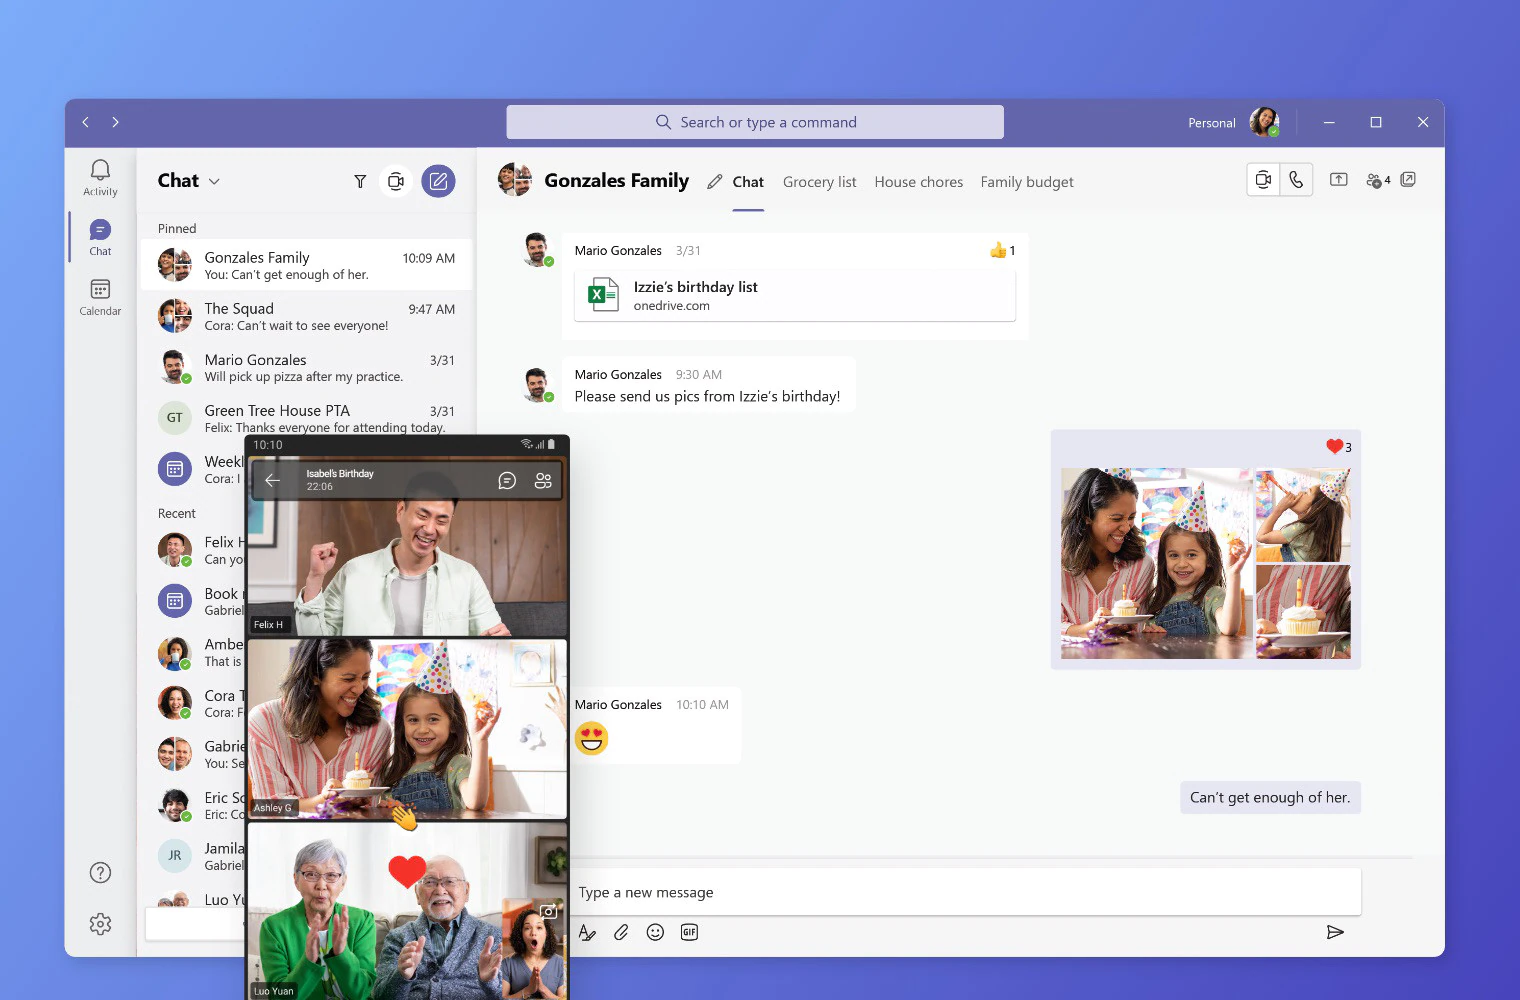 Search or type a command
Personal
Activity
Chat
Calendar
Chat
Pinned
Gonzales Family 10:09 AM
You: Can't get enough of her.
The Squad 9:47 AM
Cora: Can't wait to see everyone!
Mario Gonzales 3/31
Will pick up pizza after my practice.
GT
Green Tree House PTA 3/31
Felix: Thanks everyone for attending today.
Cora: I
Recent
Felix H
Can yo
Book
Gabriel
Ambe
That is
Cora T
Cora: F
Gabrie
You: Se
Eric Sc
Eric: Co
JR
Jamila
Gabriel
Luo Yu
Gonzales Family
Chat
Grocery list
House chores
Family budget
4
Mario Gonzales 3/31
1
X
Izzie's birthday list
onedrive.com
Mario Gonzales 9:30 AM
Please send us pics from Izzie's birthday!
3
Mario Gonzales 10:10 AM
Can't get enough of her.
Type a new message
GIF
10:10
Isabel's Birthday
22:06
Felix H
Ashley G
Luo Yuan